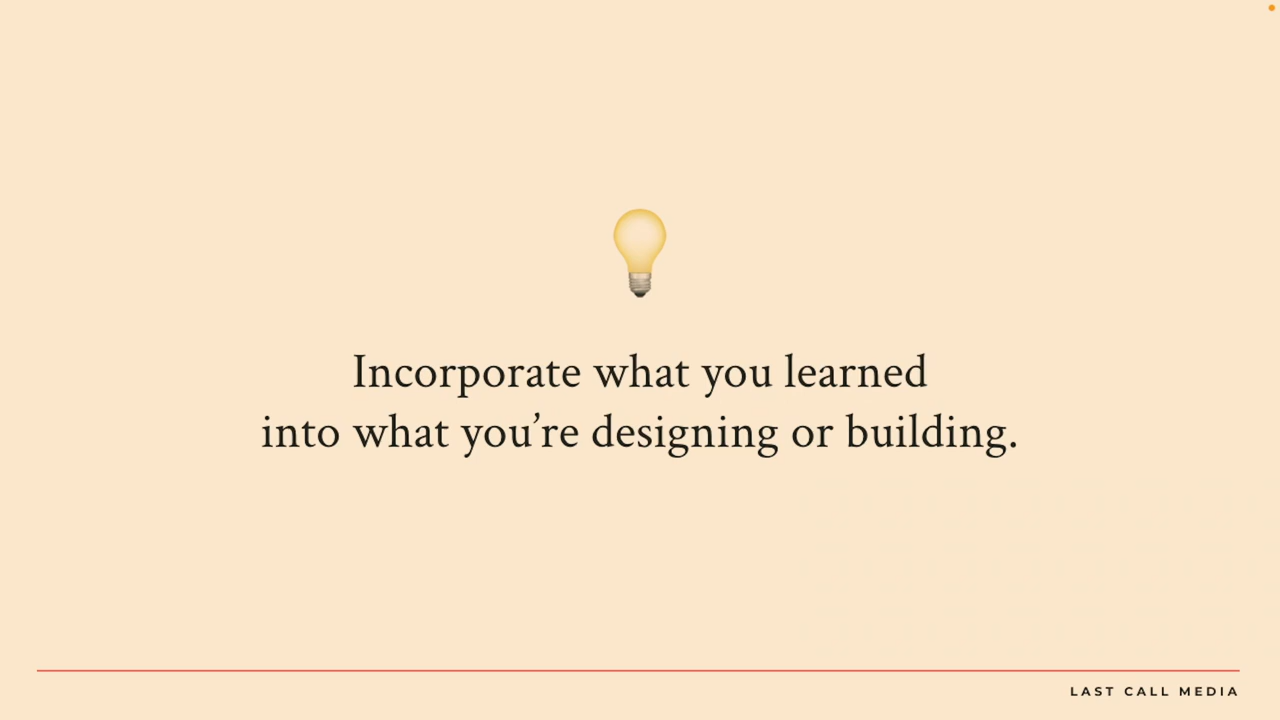 Incorporate what you learned
into what you’re designing or building.
LAST CALL MEDIA